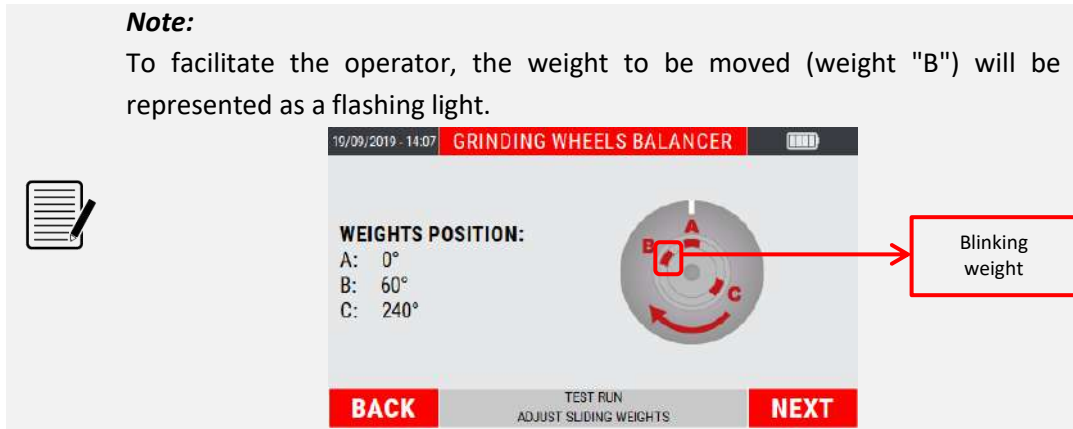 Note:
To facilitate the operator, the weight to be moved (weight "B") will be
represented as a flashing light.
19/09/2019 - 14:07 GRINDING WHEELS BALANCER
WEIGHTS POSITION:
A: 0°
B: 60°
C: 240°
A
B
C
Blinking
weight
BACK
TEST RUN
ADJUST SLIDING WEIGHTS
NEXT